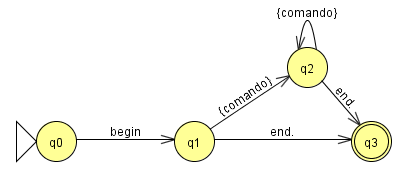 {comando}
q2
{comando}
end.
q0
begin
q1
end.
q3